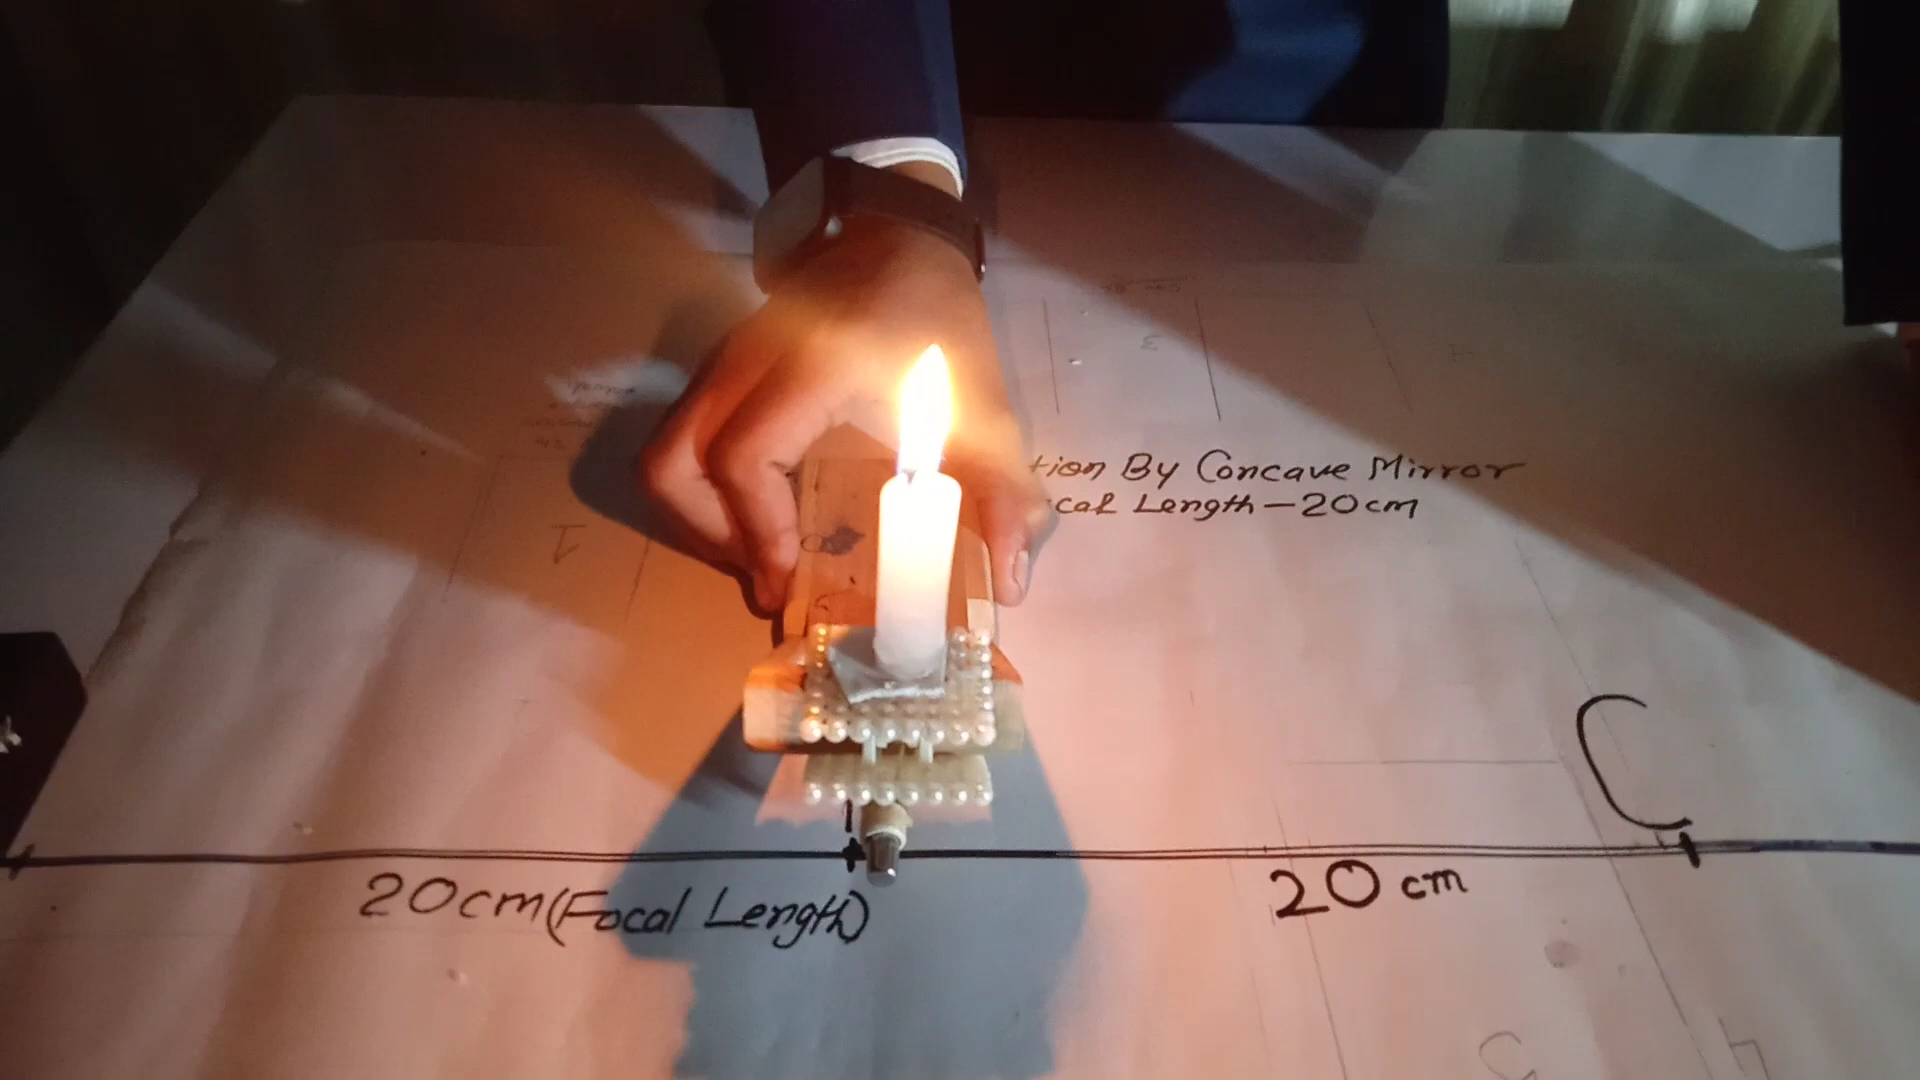 tion By Concave Mirror
cal Length - 20cm
C
20cm (Focal Length)
20 cm